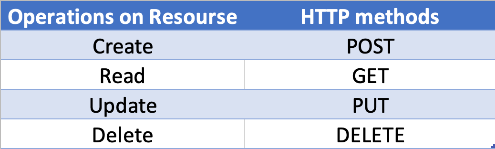 Operations on Resourse HTTP methods
Create POST
Read GET
Update PUT
Delete DELETE